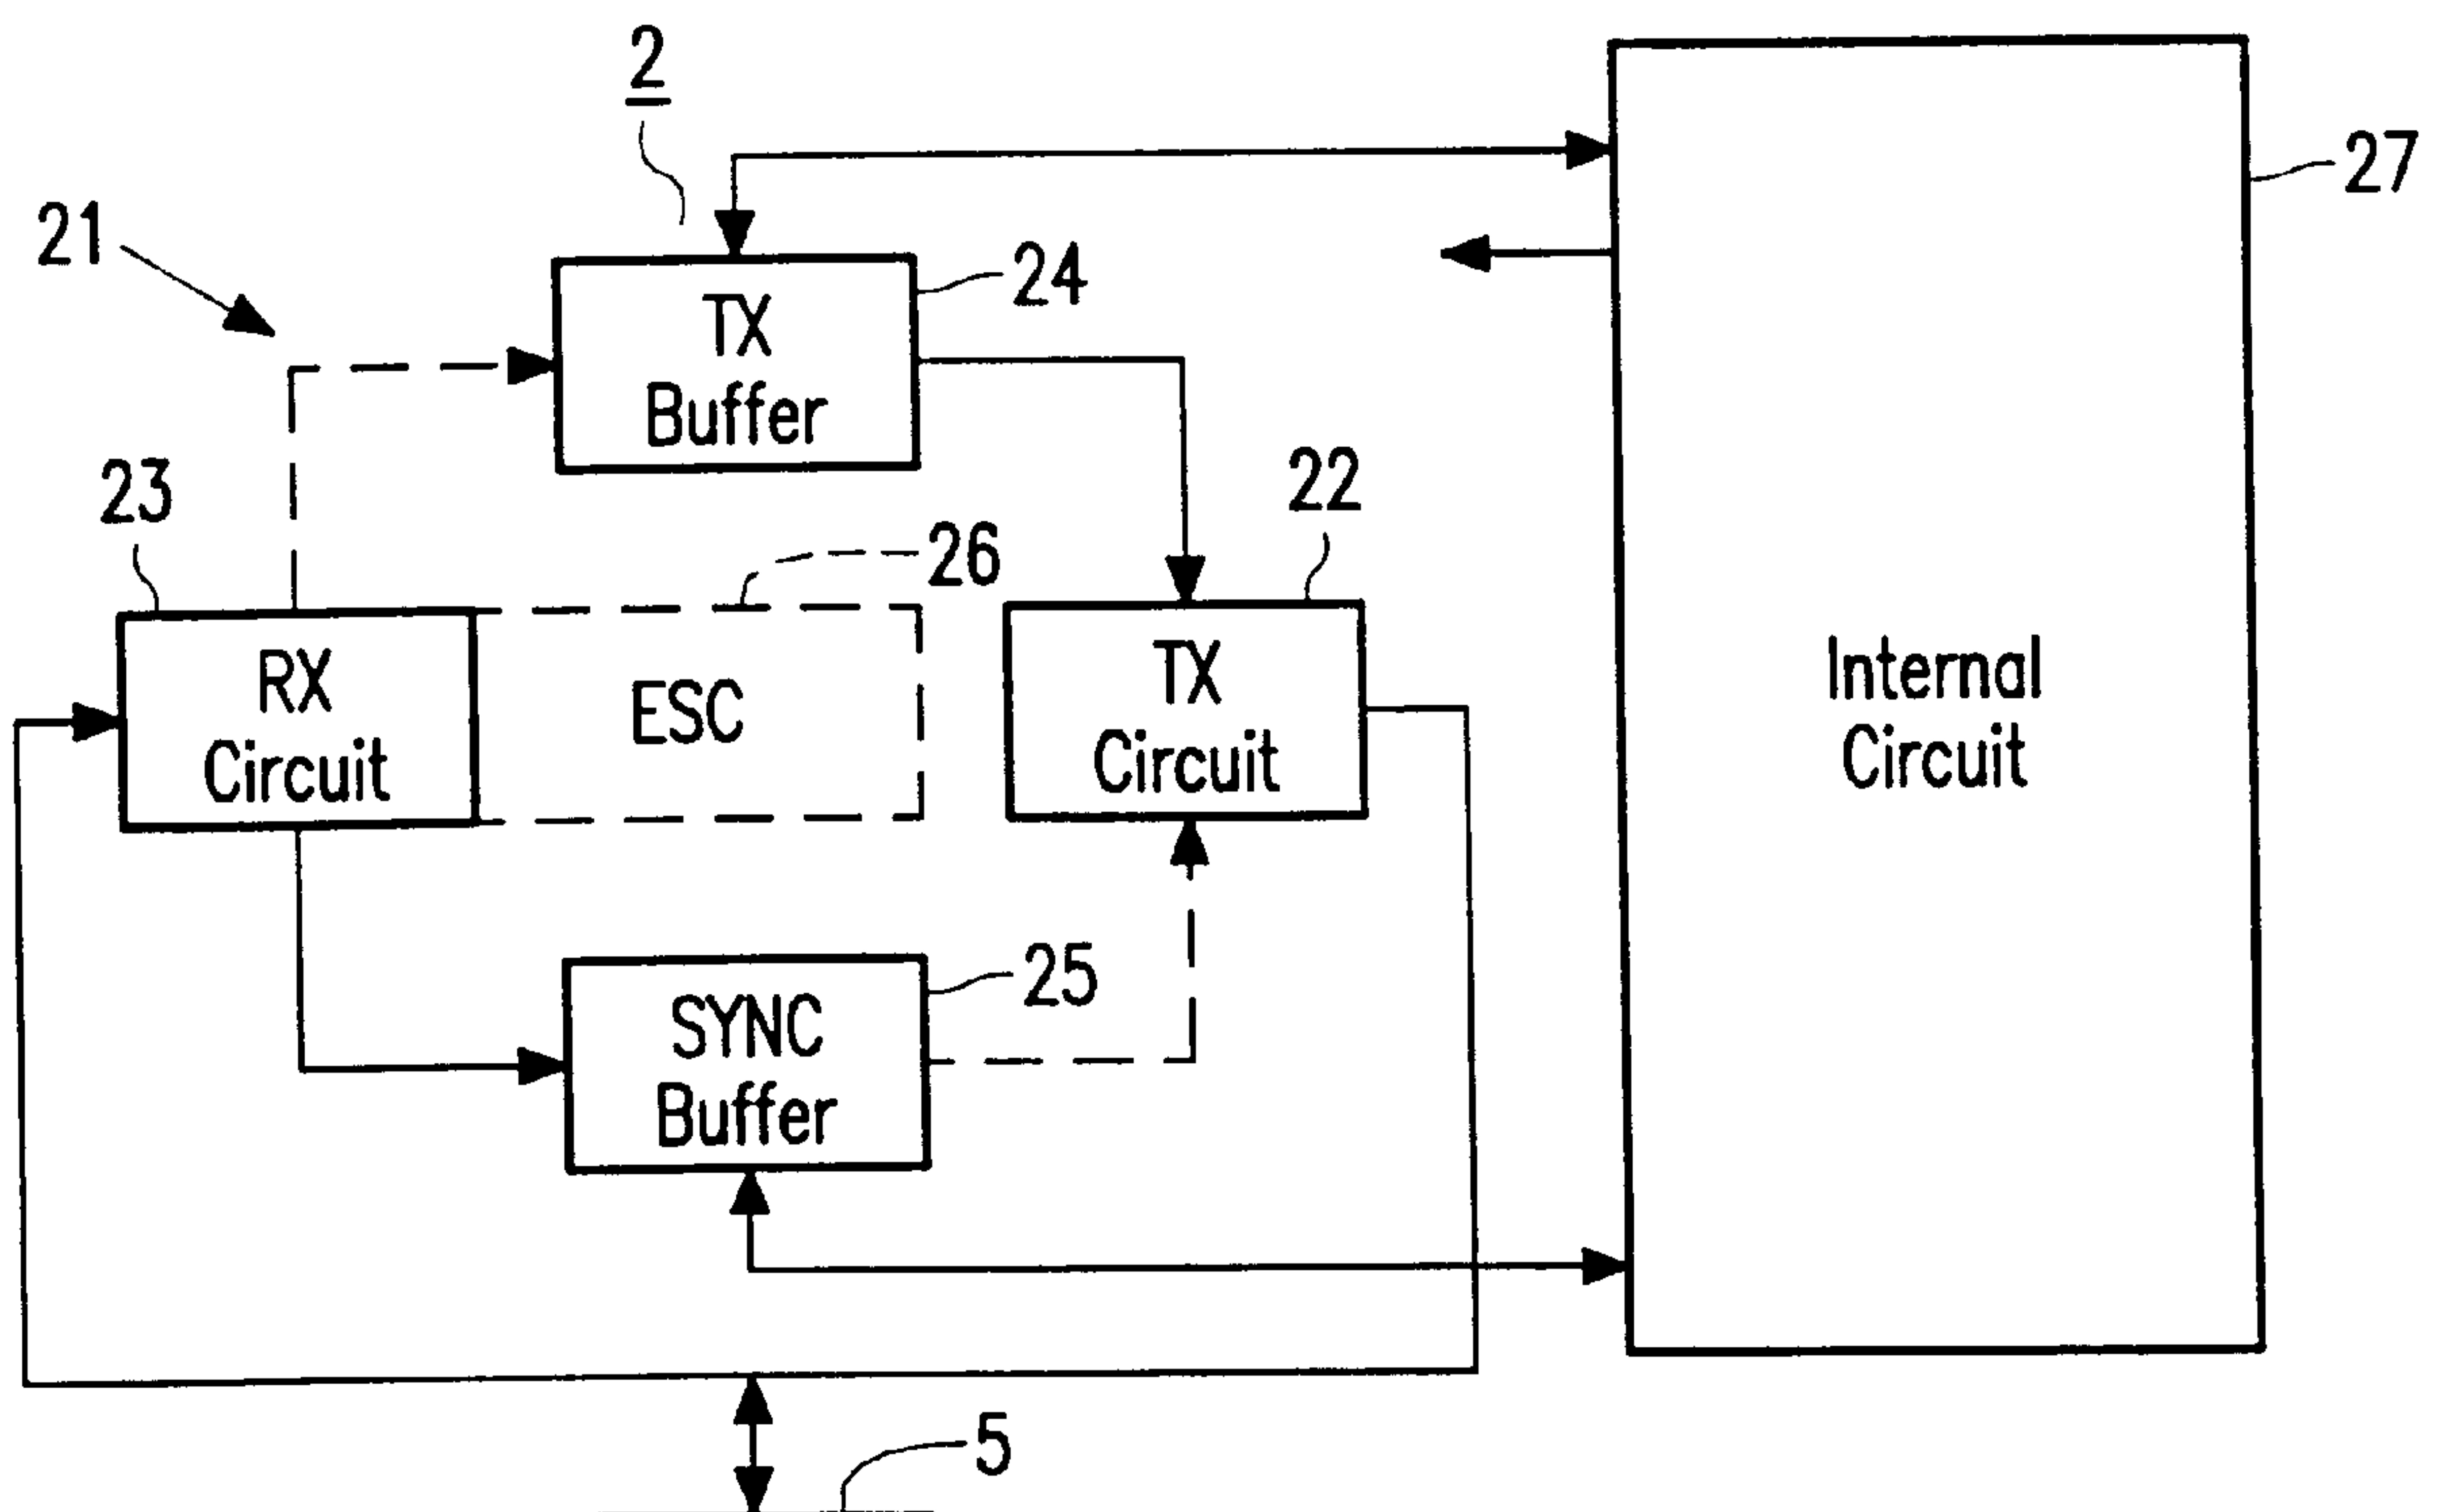 2
27
21
24
TX
Buffer
23
22
26
RX
Circuit
ESC
TX
Circuit
Internal
Circuit
25
SYNC
Buffer
5